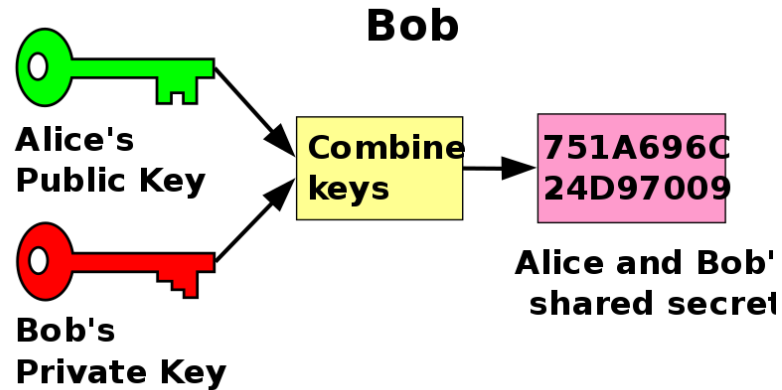 Bob
Alice's
Public Key
Combine
keys
751A696C
24D97009
Alice and Bob'
shared secret
Bob's
Private Key